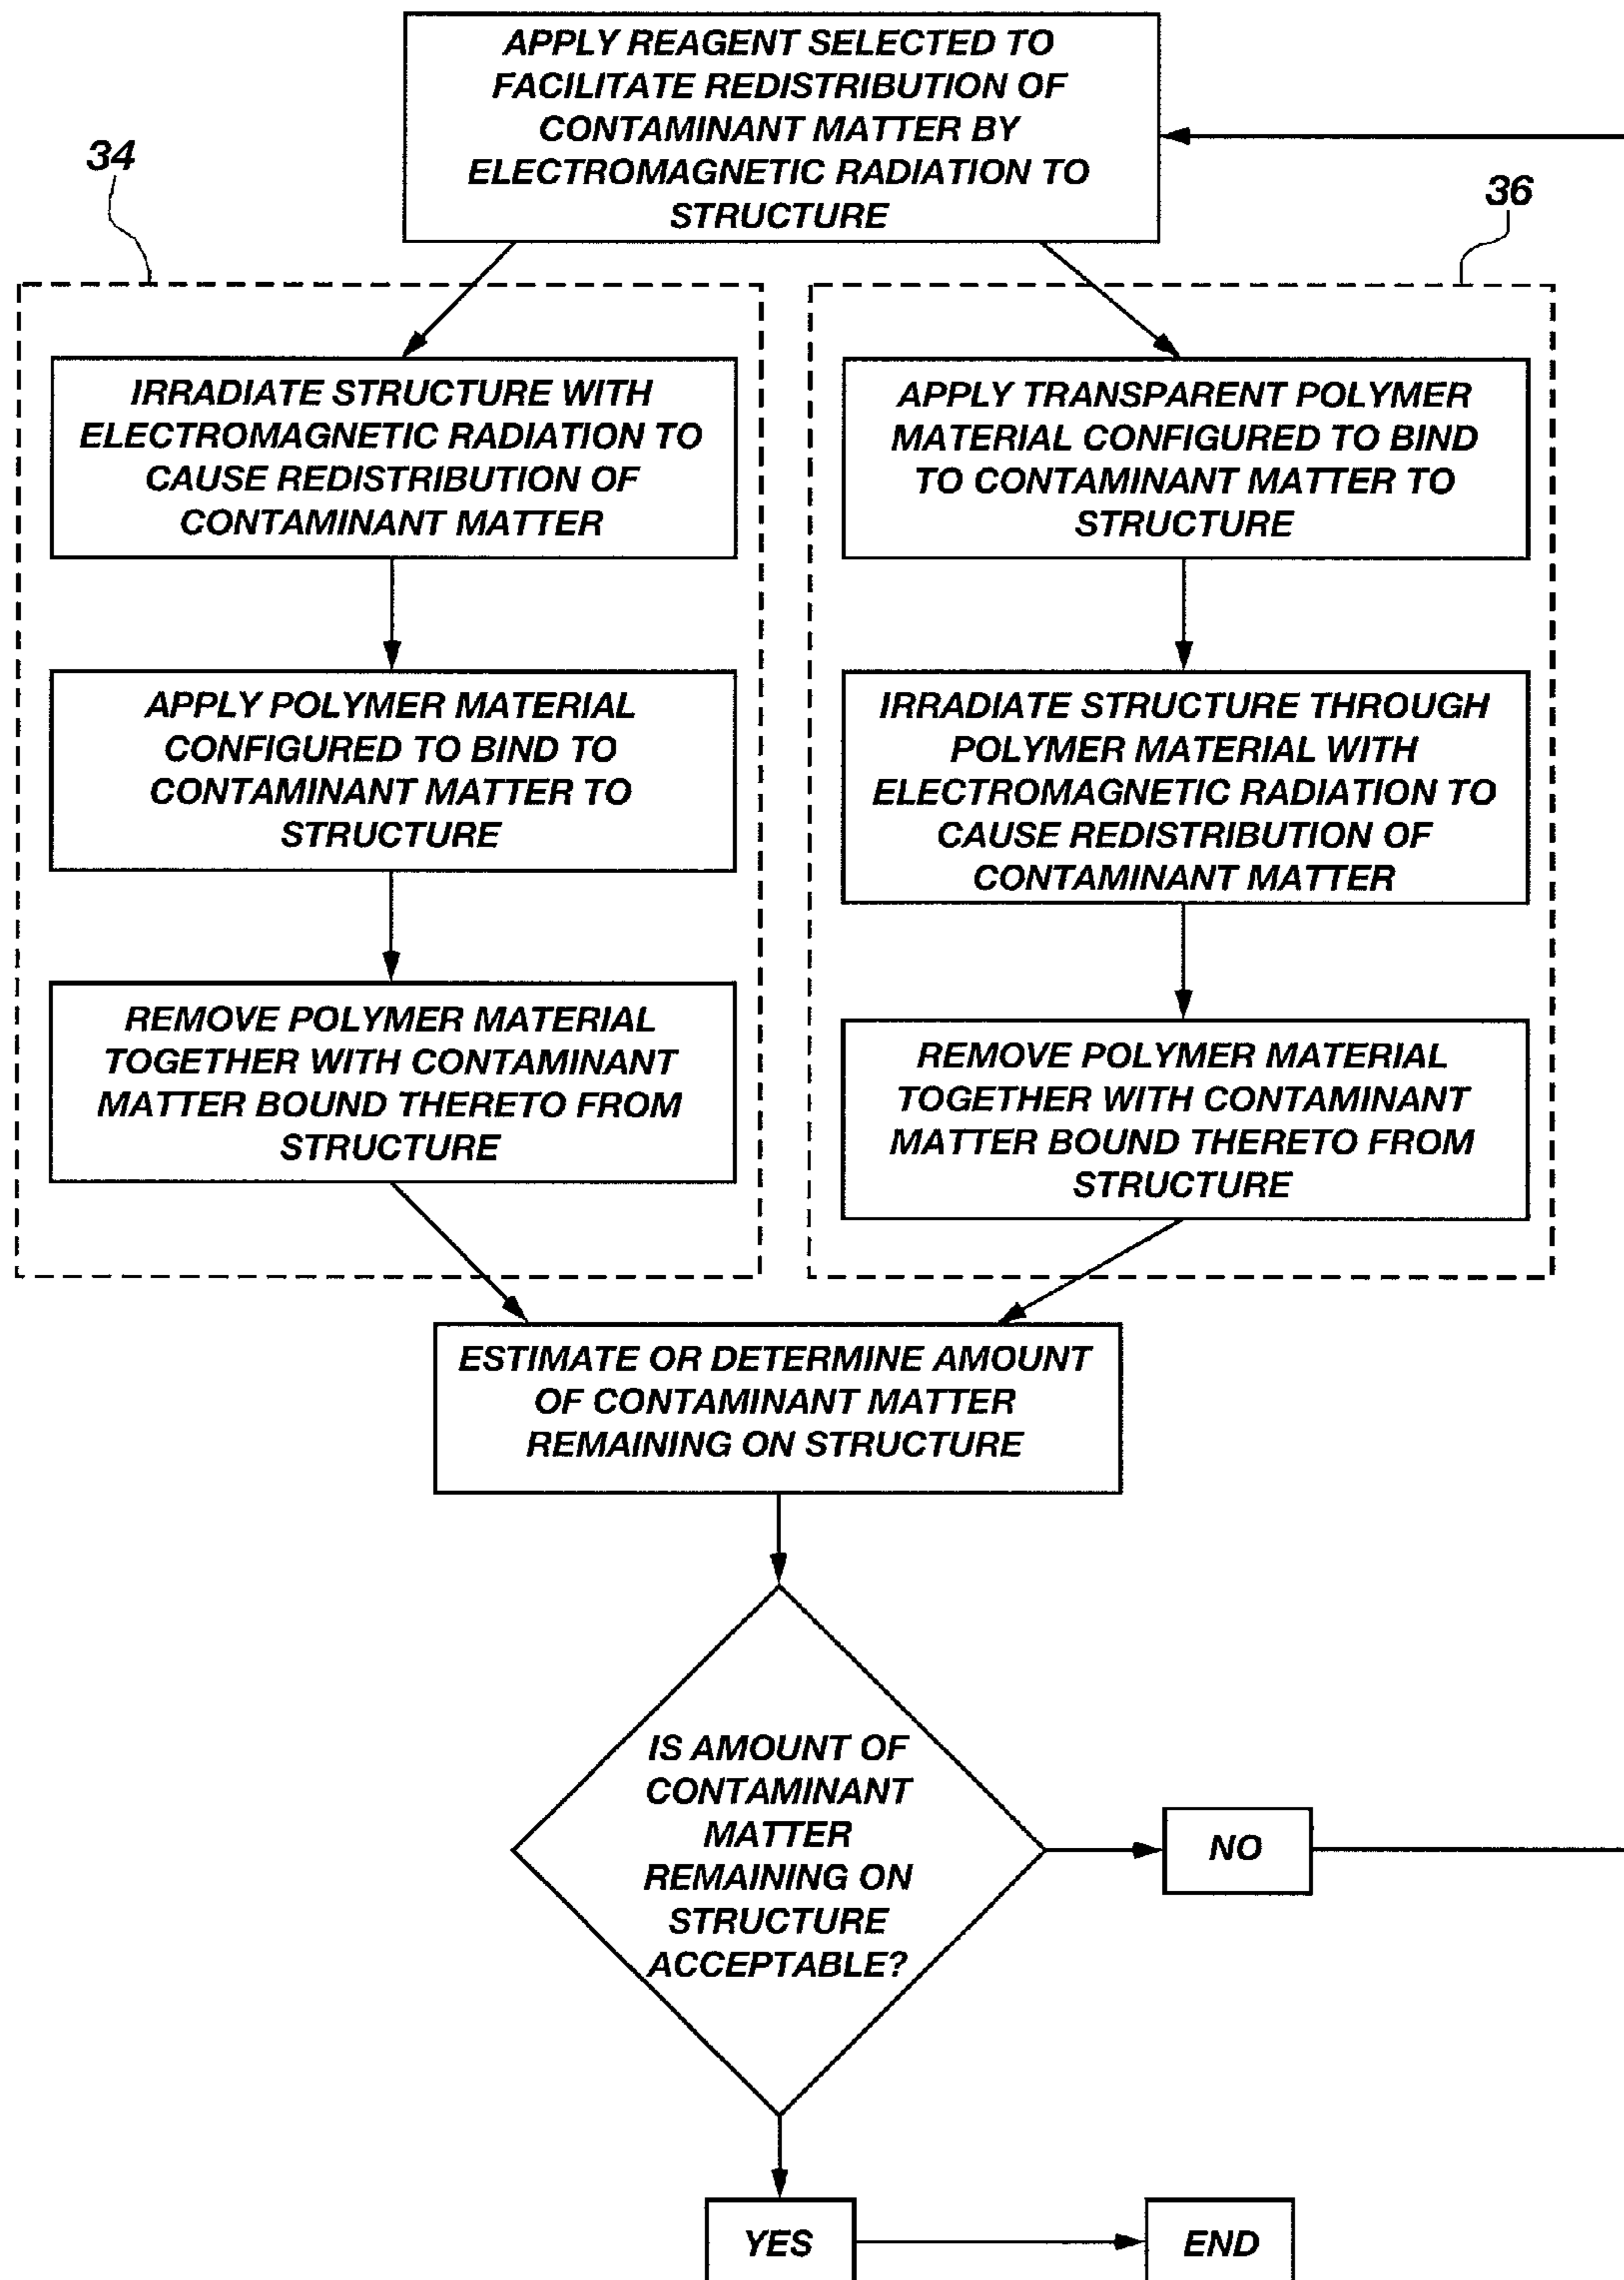 APPLY REAGENT SELECTED TO
FACILITATE REDISTRIBUTION OF
CONTAMINANT MATTER BY
ELECTROMAGNETIC RADIATION TO
STRUCTURE
34
36
IRRADIATE STRUCTURE WITH
ELECTROMAGNETIC RADIATION TO
CAUSE REDISTRIBUTION OF
CONTAMINANT MATTER
APPLY POLYMER MATERIAL
CONFIGURED TO BIND TO
CONTAMINANT MATTER TO
STRUCTURE
REMOVE POLYMER MATERIAL
TOGETHER WITH CONTAMINANT
MATTER BOUND THERETO FROM
STRUCTURE
APPLY TRANSPARENT POLYMER
MATERIAL CONFIGURED TO BIND
TO CONTAMINANT MATTER TO
STRUCTURE
IRRADIATE STRUCTURE THROUGH
POLYMER MATERIAL WITH
ELECTROMAGNETIC RADIATION TO
CAUSE REDISTRIBUTION OF
CONTAMINANT MATTER
REMOVE POLYMER MATERIAL
TOGETHER WITH CONTAMINANT
MATTER BOUND THERETO FROM
STRUCTURE
ESTIMATE OR DETERMINE AMOUNT
OF CONTAMINANT MATTER
REMAINING ON STRUCTURE
IS AMOUNT OF
CONTAMINANT
MATTER
REMAINING ON
STRUCTURE
ACCEPTABLE?
NO
YES
END